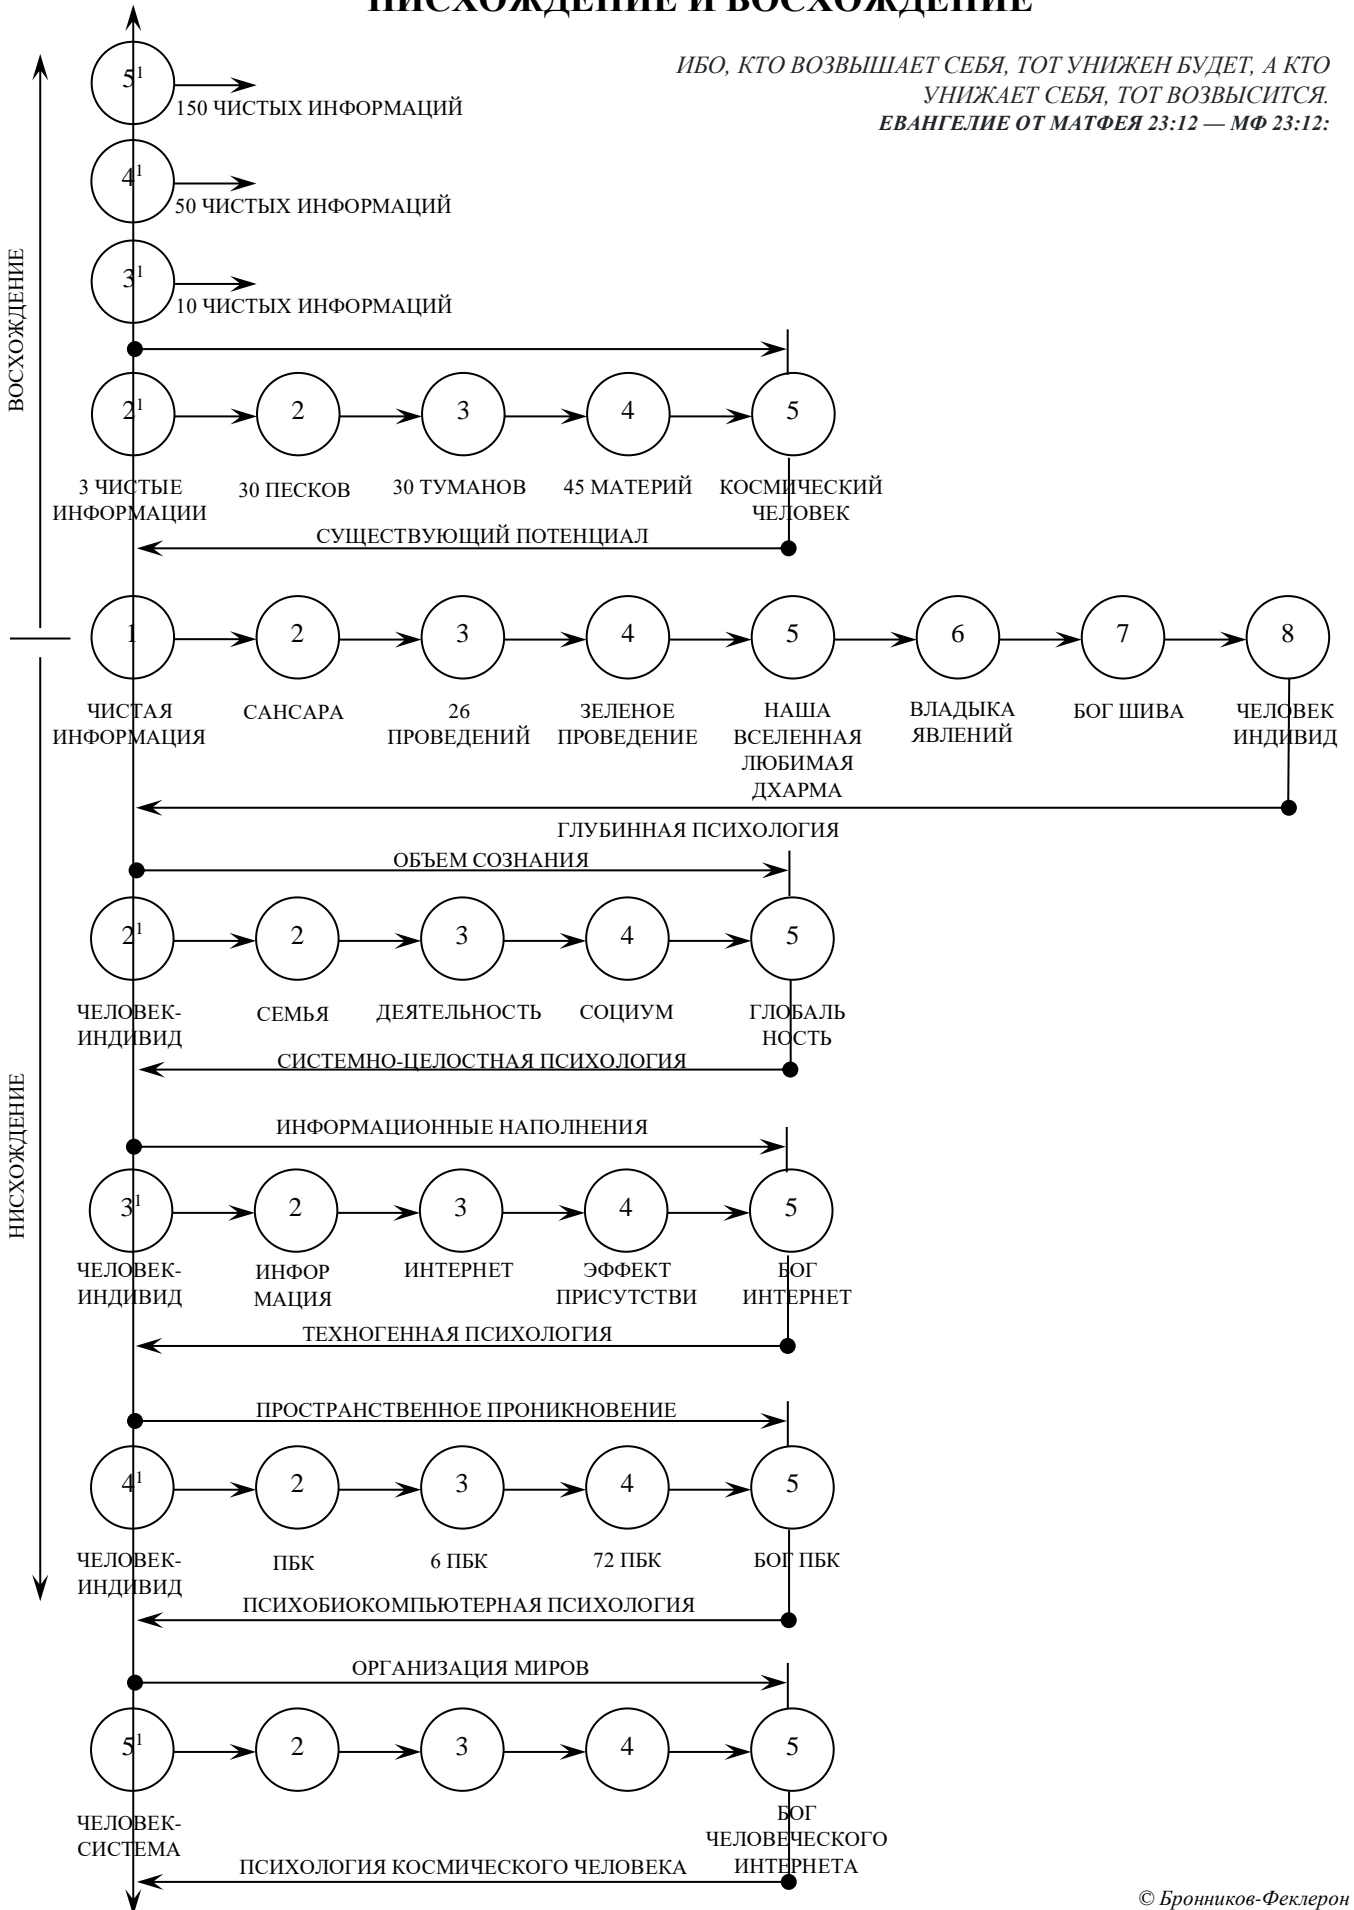 НИСХОЖДЕНИЕ И ВОСХОЖДЕНИЕ
ИБО, КТО ВОЗВЫШАЕТ СЕБЯ, ТОТ УНИЖЕН БУДЕТ, А КТО
УНИЖАЕТ СЕБЯ, ТОТ ВОЗВЫСИТСЯ.
ЕВАНГЕЛИЕ ОТ МАТФЕЯ 23:12 — МФ 23:12:
ВОСХОЖДЕНИЕ
5¹
150 ЧИСТЫХ ИНФОРМАЦИЙ
4¹
50 ЧИСТЫХ ИНФОРМАЦИЙ
3¹
10 ЧИСТЫХ ИНФОРМАЦИЙ
2¹ 2 3 4 5
3 ЧИСТЫЕ
ИНФОРМАЦИИ
30 ПЕСКОВ
30 ТУМАНОВ
45 МАТЕРИЙ
КОСМИЧЕСКИЙ
ЧЕЛОВЕК
СУЩЕСТВУЮЩИЙ ПОТЕНЦИАЛ
1 2 3 4 5 6 7 8
ЧИСТАЯ
ИНФОРМАЦИЯ
САНСАРА
26
ПРОВЕДЕНИЙ
ЗЕЛЕНОЕ
ПРОВЕДЕНИЕ
НАША
ВСЕЛЕННАЯ
ЛЮБИМАЯ
ДХАРМА
ВЛАДЫКА
ЯВЛЕНИЙ
БОГ ШИВА
ЧЕЛОВЕК
ИНДИВИД
ГЛУБИННАЯ ПСИХОЛОГИЯ
НИСХОЖДЕНИЕ
ОБЪЕМ СОЗНАНИЯ
2¹ 2 3 4 5
ЧЕЛОВЕК-
ИНДИВИД
СЕМЬЯ
ДЕЯТЕЛЬНОСТЬ
СОЦИУМ
ГЛОБАЛЬ
НОСТЬ
СИСТЕМНО-ЦЕЛОСТНАЯ ПСИХОЛОГИЯ
ИНФОРМАЦИОННЫЕ НАПОЛНЕНИЯ
3¹ 2 3 4 5
ЧЕЛОВЕК-
ИНДИВИД
ИНФОР
МАЦИЯ
ИНТЕРНЕТ
ЭФФЕКТ
ПРИСУТСТВИ
БОГ
ИНТЕРНЕТ
ТЕХНОГЕННАЯ ПСИХОЛОГИЯ
ПРОСТРАНСТВЕННОЕ ПРОНИКНОВЕНИЕ
4¹ 2 3 4 5
ЧЕЛОВЕК-
ИНДИВИД
ПБК
6 ПБК
72 ПБК
БОГ ПБК
ПСИХОБИОКОМПЬЮТЕРНАЯ ПСИХОЛОГИЯ
ОРГАНИЗАЦИЯ МИРОВ
5¹ 2 3 4 5
ЧЕЛОВЕК-
СИСТЕМА
БОГ
ЧЕЛОВЕЧЕСКОГО
ИНТЕРНЕТА
ПСИХОЛОГИЯ КОСМИЧЕСКОГО ЧЕЛОВЕКА
© Бронников-Феклерон